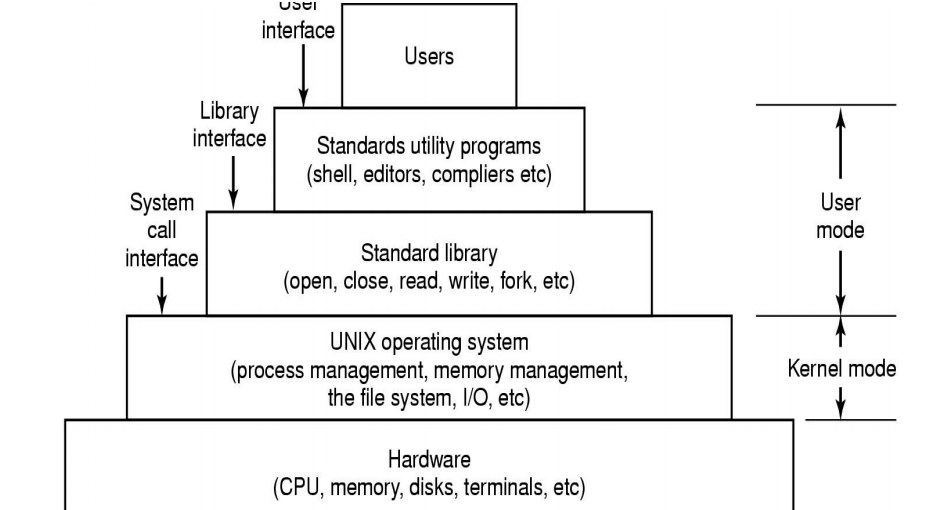 User
interface
Users
Library
interface
Standards utility programs
(shell, editors, compliers etc)
System
call
interface
Standard library
(open, close, read, write, fork, etc)
User
mode
UNIX operating system
(process management, memory management,
the file system, I/O, etc)
Kernel mode
Hardware
(CPU, memory, disks, terminals, etc)